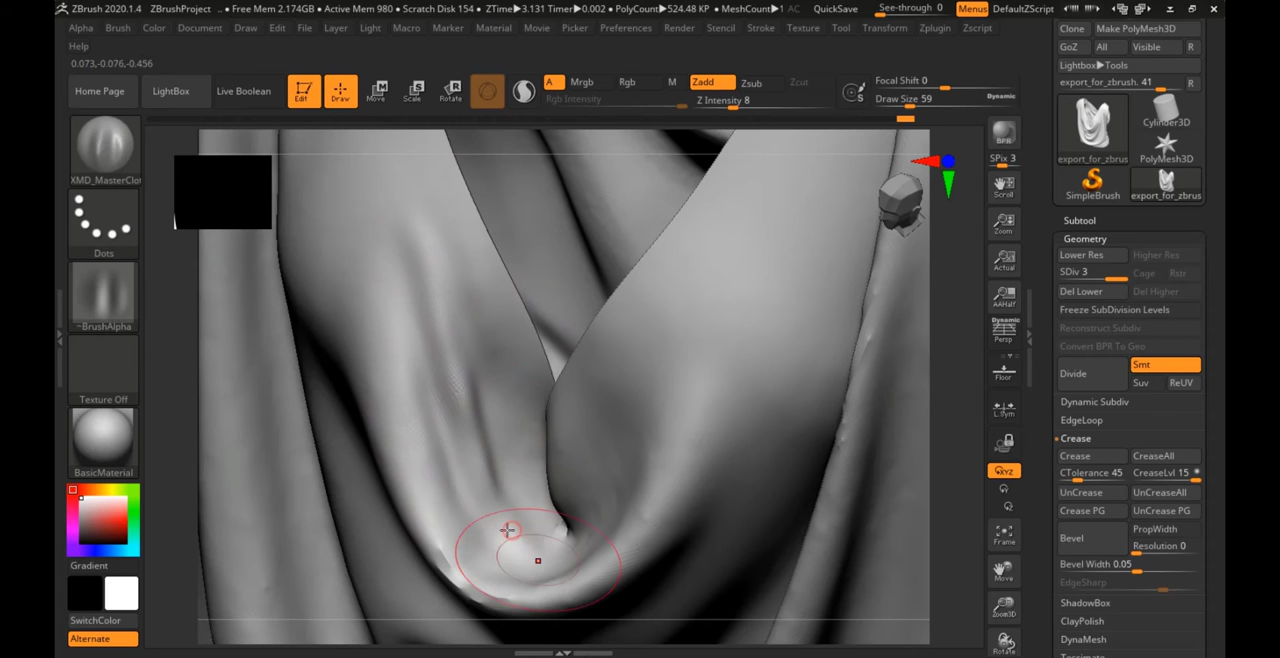 ZBrush 2020.1.4 ZBrushProject .. • Free Mem 2.174GB • Active Mem 980 • Scratch Disk 154 • ZTime▶3.131 Timer▶0.002 • PolyCount▶524.48 KP • MeshCount▶1 AC QuickSave See-through 0 Menus DefaultZScript
Alpha Brush Color Document Draw Edit File Layer Light Macro Marker Material Movie Picker Preferences Render Stencil Stroke Texture Tool Transform Zplugin Zscript
Help
0.073,-0.076,-0.456
Home Page LightBox Live Boolean Edit Draw Move Scale Rotate
A Mrgb Rgb M Zadd Zsub Zcut
Rgb Intensity Z Intensity 8
Focal Shift 0
Draw Size 59 Dynamic
S
XMD_MasterClot
Dots
~BrushAlpha
Texture Off
BasicMaterial
Gradient
SwitchColor
Alternate
BPR
SPix 3
Scroll
Zoom
Actual
AAHalf
Dynamic
Persp
Floor
L.Sym
XYZ
Frame
Move
Zoom3D
Rotate
Clone Make PolyMesh3D
GoZ All Visible R
Lightbox▶Tools
export_for_zbrush. 41 R
Cylinder3D
PolyMesh3D
export_for_zbrus
SimpleBrush export_for_zbrus
Subtool
Geometry
Lower Res Higher Res
SDiv 3 Cage Rstr
Del Lower Del Higher
Freeze SubDivision Levels
Reconstruct Subdiv
Convert BPR To Geo
Divide Smt
Suv ReUV
Dynamic Subdiv
EdgeLoop
Crease
Crease CreaseAll
CTolerance 45 CreaseLvl 15
UnCrease UnCreaseAll
Crease PG UnCrease PG
Bevel PropWidth
Resolution 0
Bevel Width 0.05
EdgeSharp
ShadowBox
ClayPolish
DynaMesh